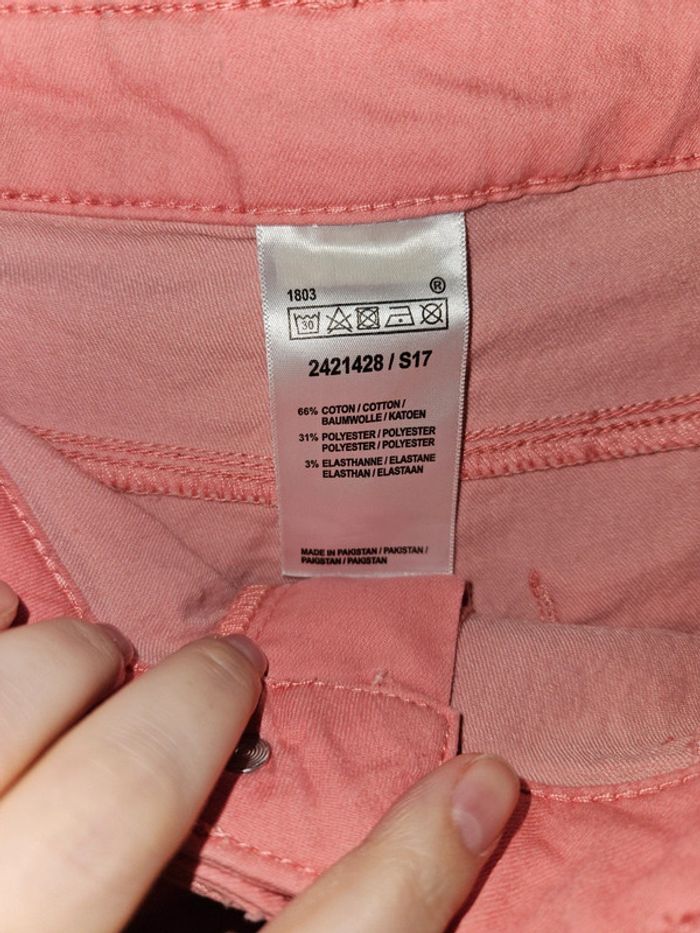 1803 ®
30
2421428 / S17
66% COTON / COTTON /
BAUMWOLLE / KATOEN
31% POLYESTER / POLYESTER
POLYESTER / POLYESTER
3% ELASTHANNE / ELASTANE
ELASTHAN / ELASTAAN
MADE IN PAKISTAN / PAKISTAN /
PAKISTAN / PAKISTAN